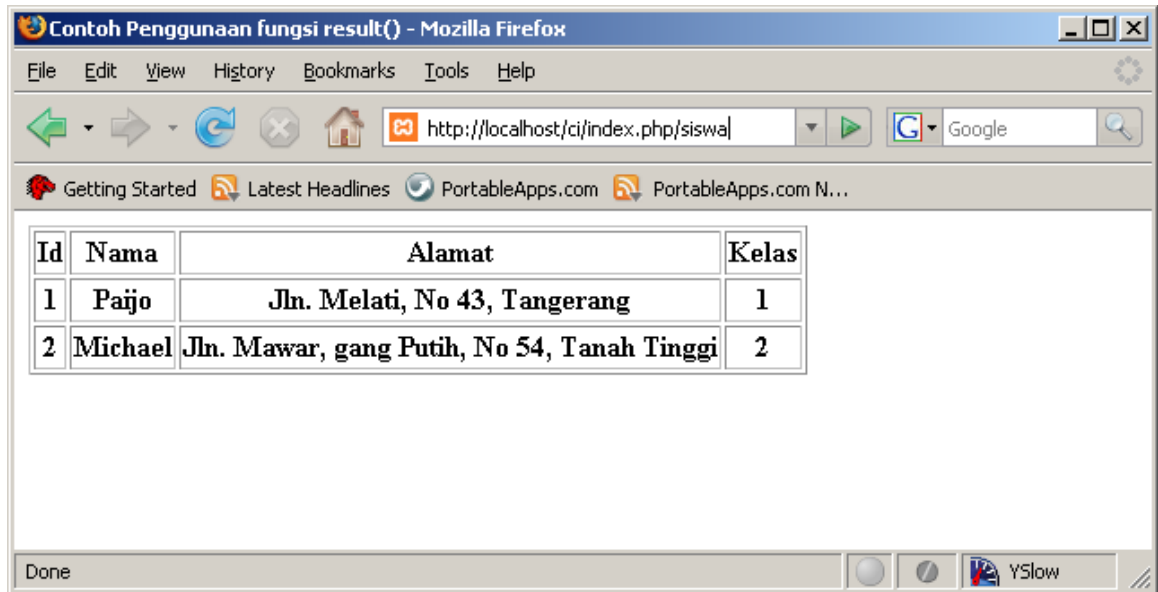 Contoh Penggunaan fungsi result() - Mozilla Firefox
File Edit View History Bookmarks Tools Help
http://localhost/ci/index.php/siswa
G Google
Getting Started Latest Headlines PortableApps.com PortableApps.com N...
Id Nama Alamat Kelas
1 Paijo Jln. Melati, No 43, Tangerang 1
2 Michael Jln. Mawar, gang Putih, No 54, Tanah Tinggi 2
Done YSlow